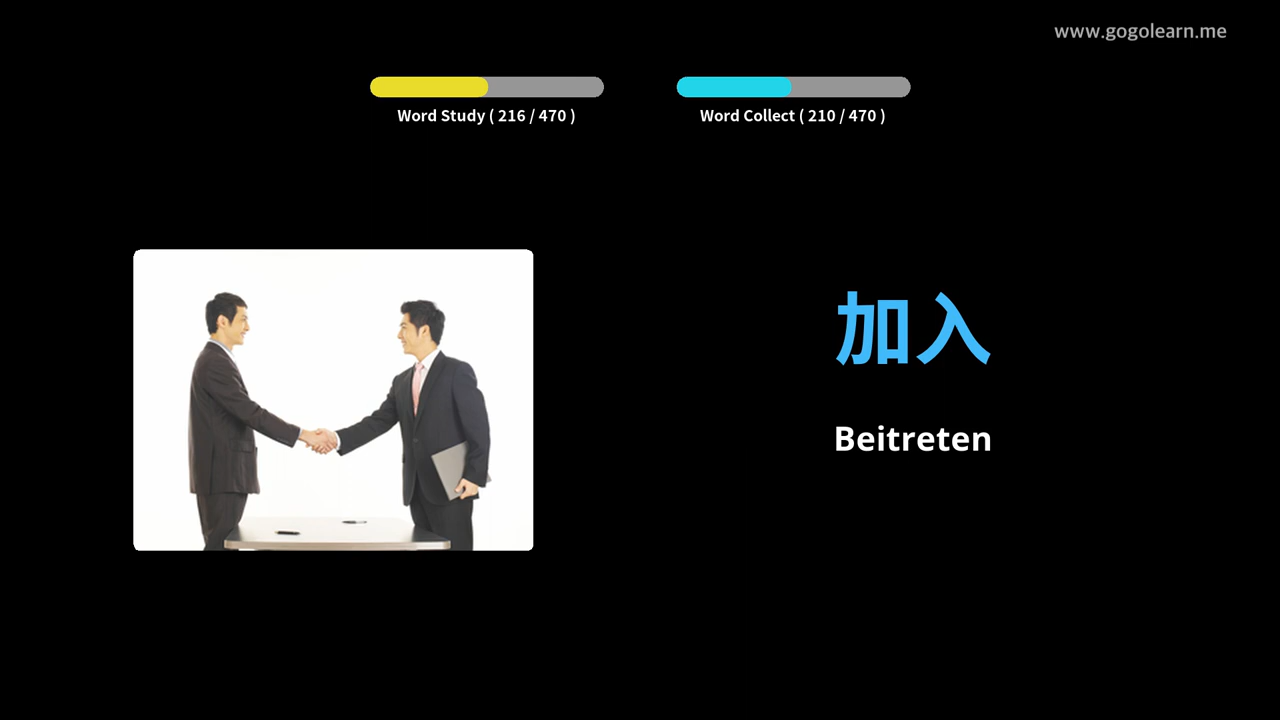 www.gogolearn.me
Word Study ( 216 / 470 )
Word Collect ( 210 / 470 )
加入
Beitreten